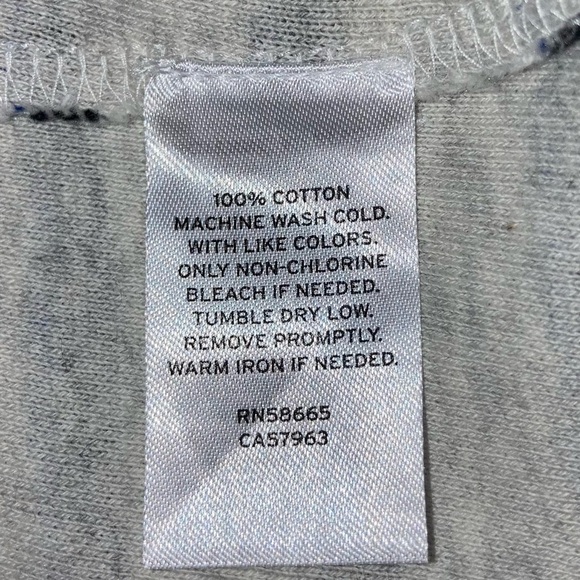 100% COTTON
MACHINE WASH COLD.
WITH LIKE COLORS.
ONLY NON-CHLORINE
BLEACH IF NEEDED.
TUMBLE DRY LOW.
REMOVE PROMPTLY.
WARM IRON IF NEEDED.
RN58665
CA57963